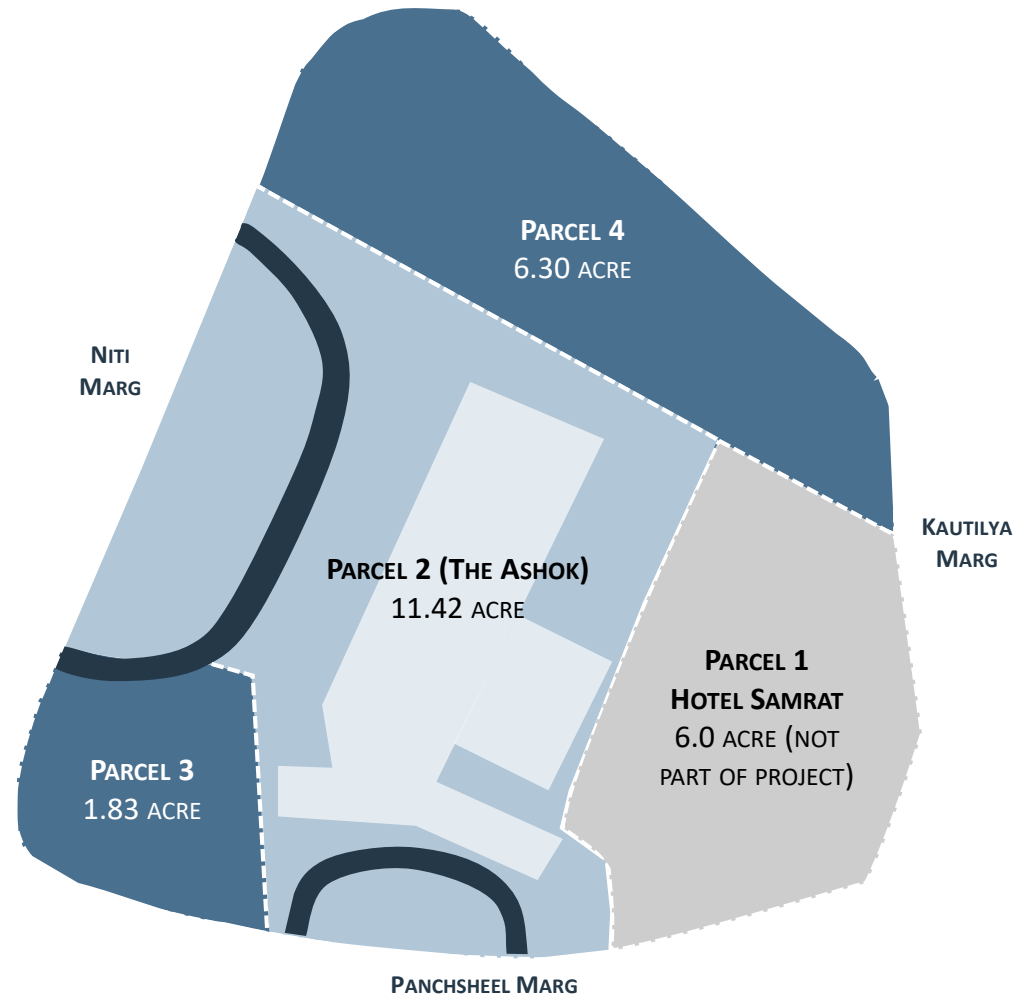 Parcel 4
6.30 acre
Niti
Marg
Kautilya
Marg
Parcel 2 (The Ashok)
11.42 acre
Parcel 1
Hotel Samrat
6.0 acre (not
part of project)
Parcel 3
1.83 acre
Panchsheel Marg